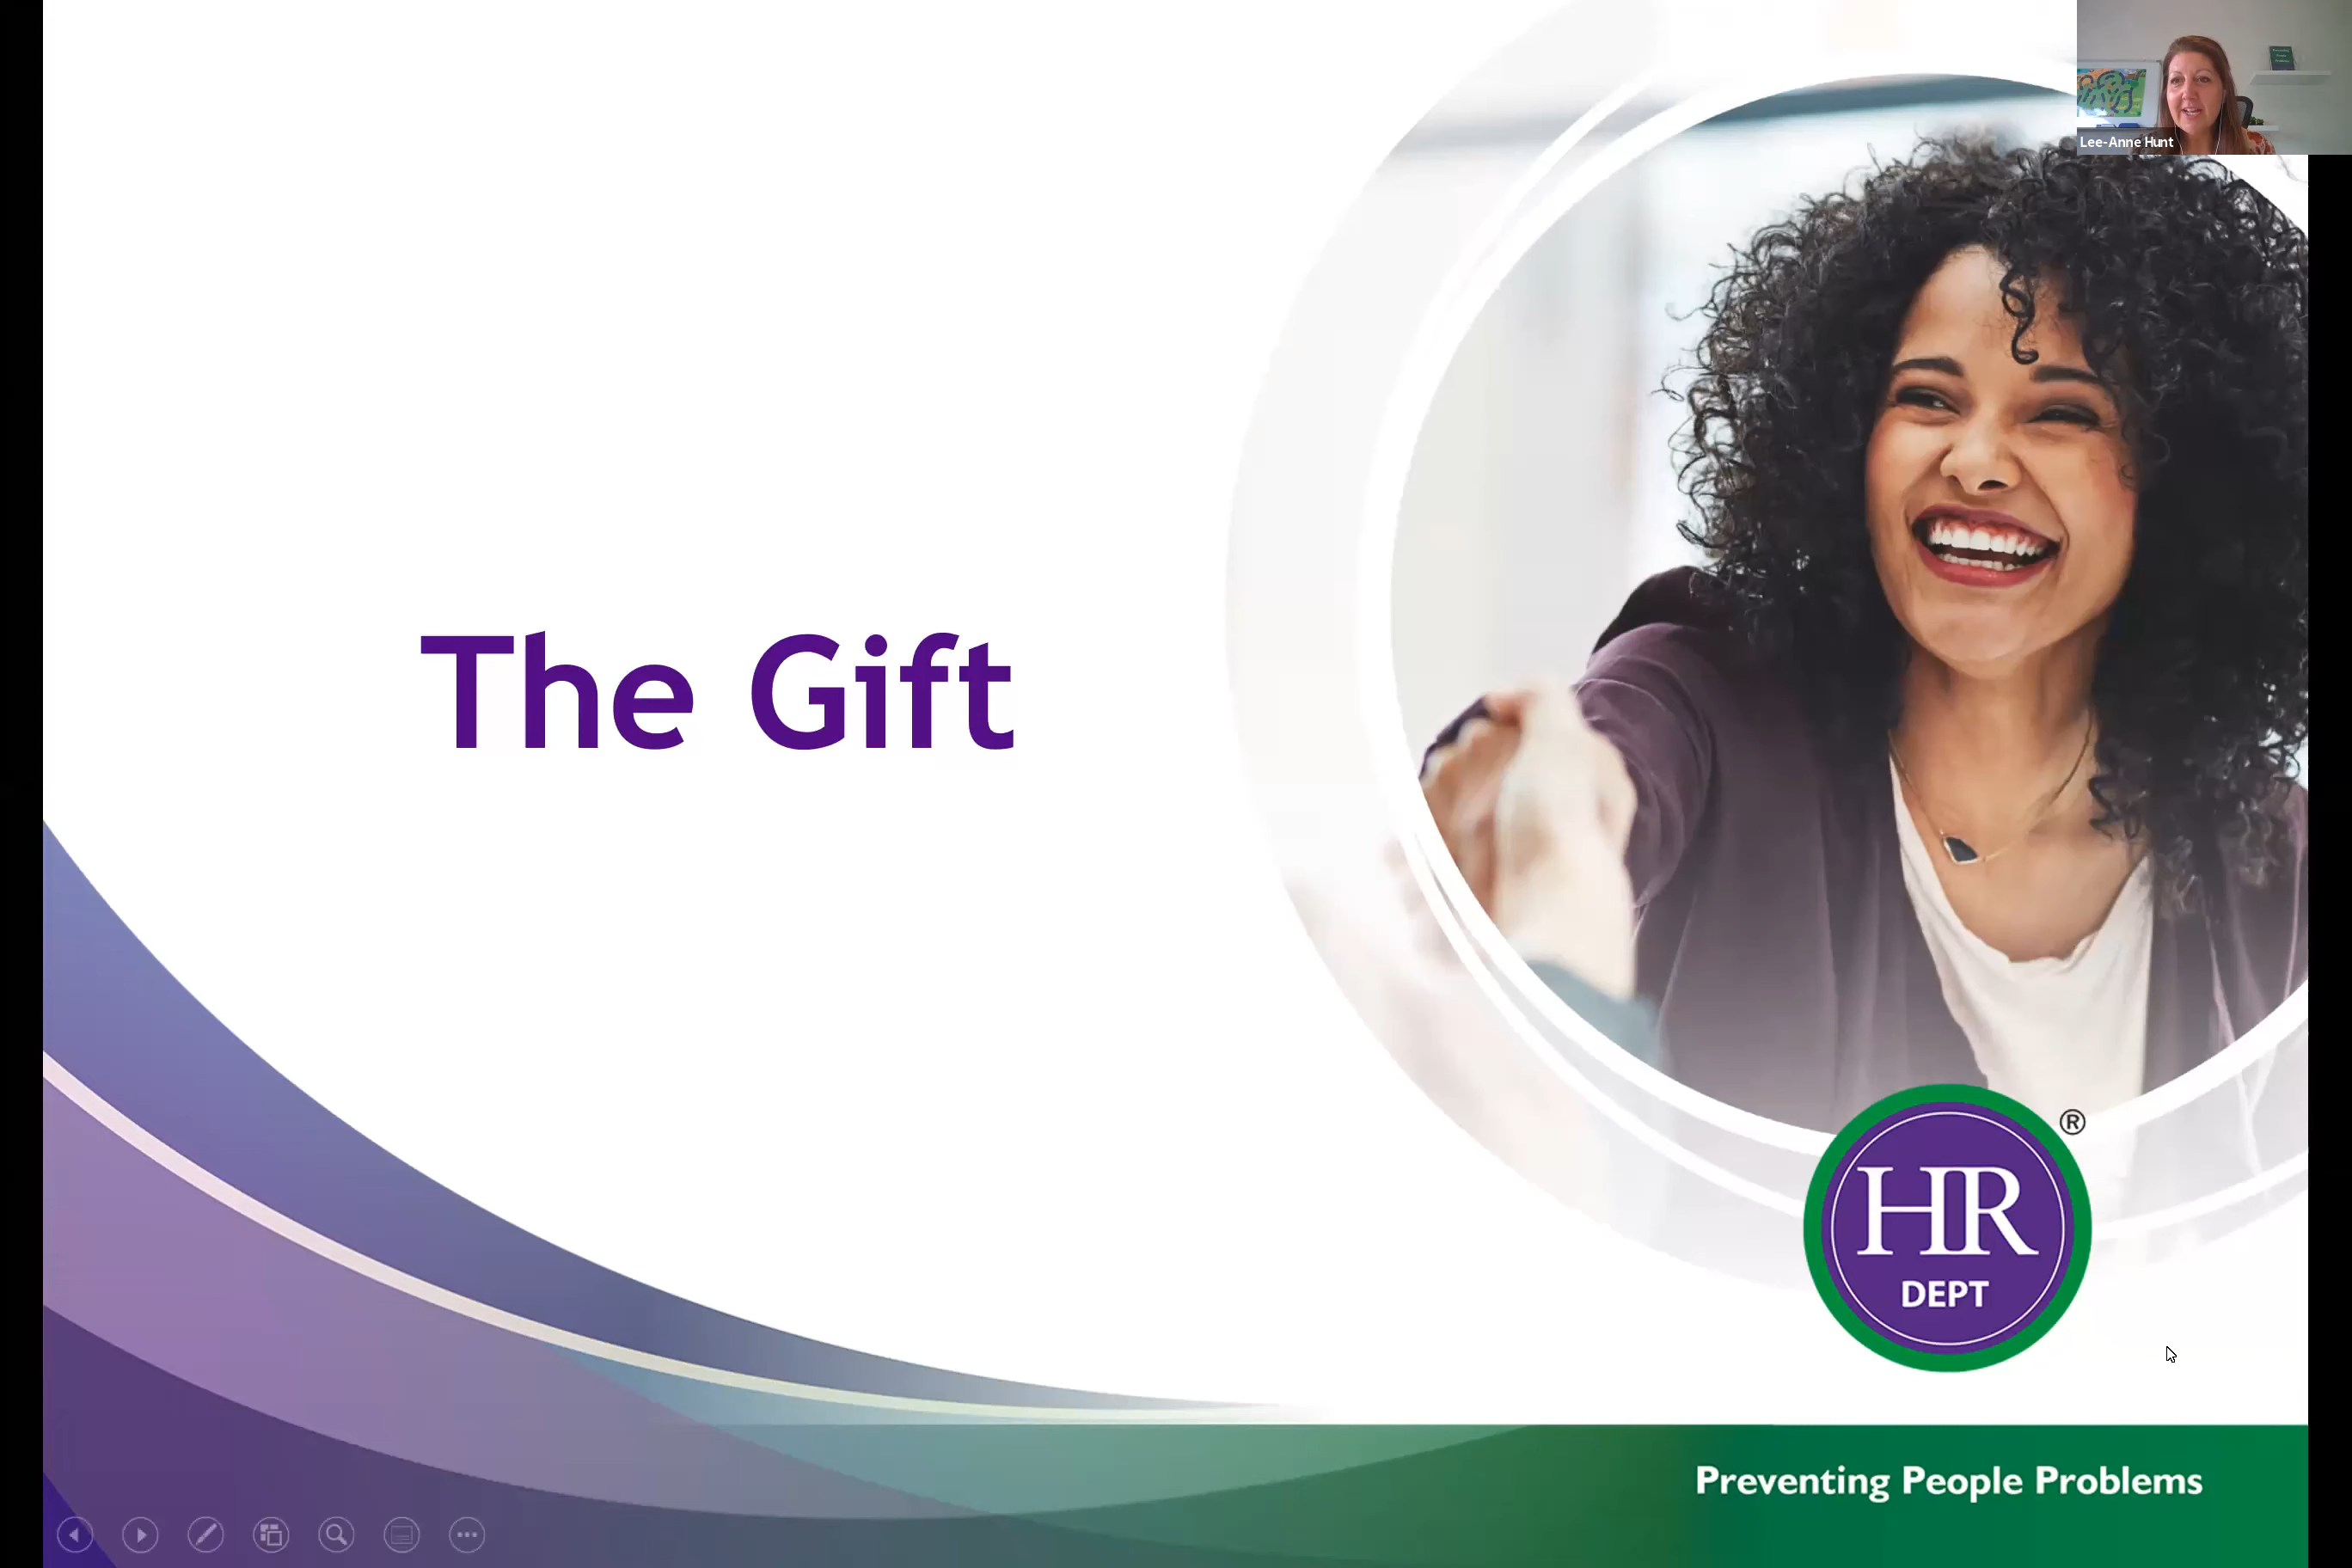 Lee-Anne Hunt
The Gift
®
HR
DEPT
Preventing People Problems